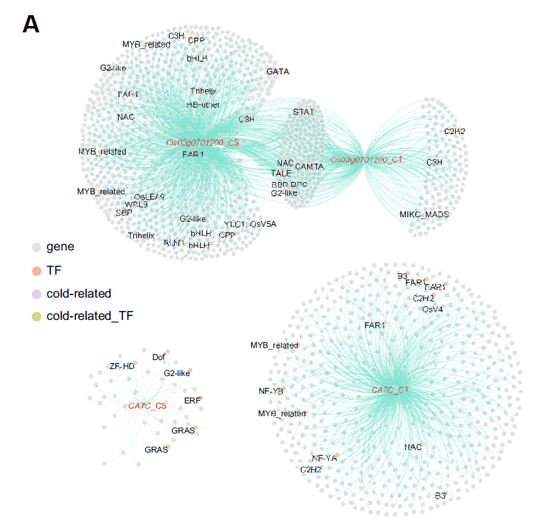 A
C3H
CPP
MYB_related
bHLH
G2-like
GATA
Trihelix
FAR1
HB-other
NAC
C3H
STAT
C2H2
Os03g0701200_CS
MYB_related
FAR1
Os03g0701200_CT
NAC
CAMTA
C3H
TALE
MYB_related
BBR-BPC
OsLEA9
G2-like
WSL3
SBP
G2-like
YLC1; OsV5A
MIKC_MADS
Trihelix
bHLH
CPP
bHLH
gene
TF
cold-related
cold-related_TF
B3
FAR1
FAR1
C2H2
OsV4
FAR1
Dof
MYB_related
ZF-HD
G2-like
NF-YB
CATC_CT
CATC_CS
ERF
MYB_related
GRAS
GRAS
NAC
NF-YA
C2H2
B3